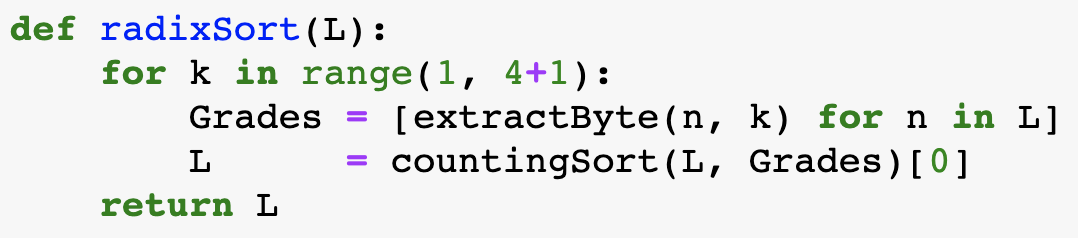 def radixSort(L):
    for k in range(1, 4+1):
        Grades = [extractByte(n, k) for n in L]
        L      = countingSort(L, Grades)[0]
    return L